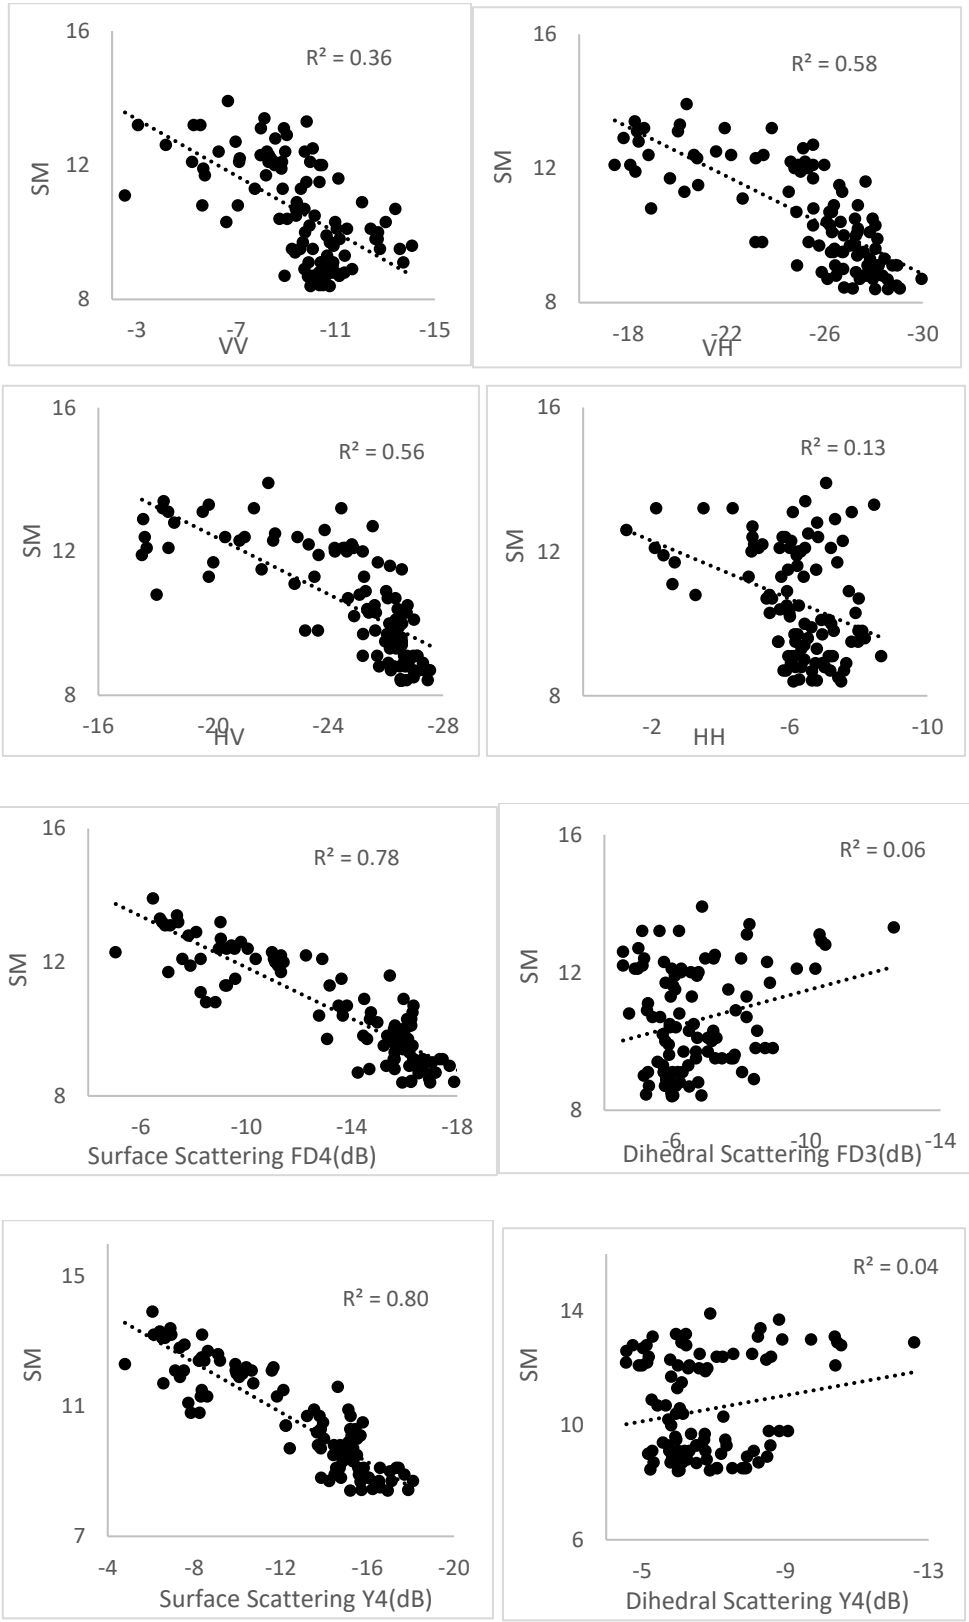 16
R² = 0.36
12
SM
8
-3 -7 -11 -15
VV
16
R² = 0.58
12
SM
8
-18 -22 -26 -30
VH
16
R² = 0.56
12
SM
8
-16 -20 -24 -28
HV
16
R² = 0.13
12
SM
8
-2 -6 -10
HH
16
R² = 0.78
12
SM
8
-6 -10 -14 -18
Surface Scattering FD4(dB)
16
R² = 0.06
12
SM
8
-6 -10 -14
Dihedral Scattering FD3(dB)
15
R² = 0.80
SM
11
7
-4 -8 -12 -16 -20
Surface Scattering Y4(dB)
R² = 0.04
14
SM
10
6
-5 -9 -13
Dihedral Scattering Y4(dB)